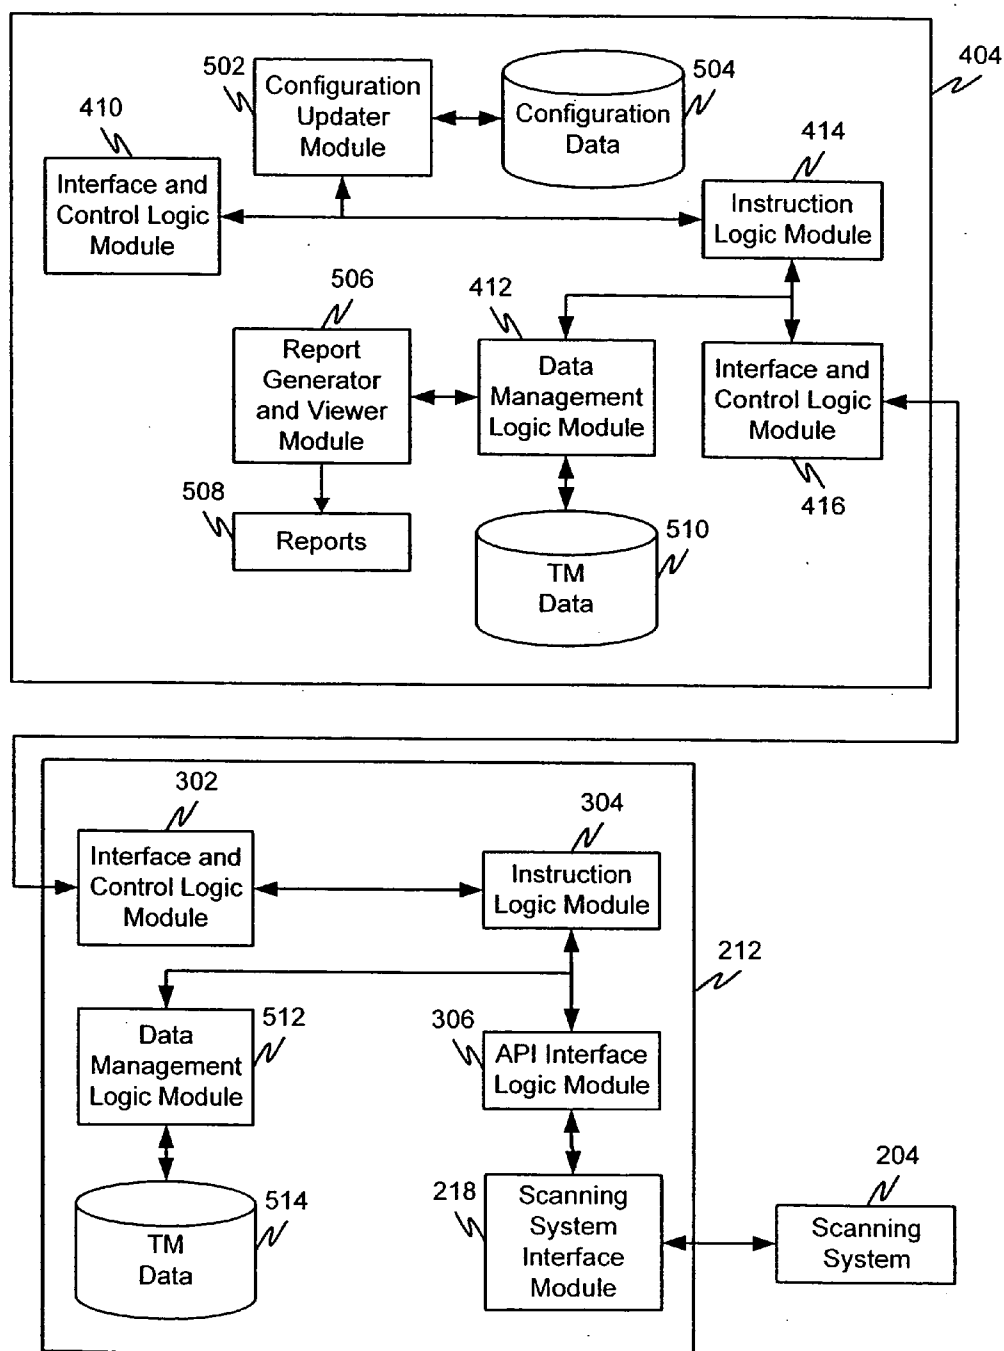 404
502
Configuration
Updater
Module
504
Configuration
Data
410
Interface and
Control Logic
Module
414
Instruction
Logic Module
506
Report
Generator
and Viewer
Module
412
Data
Management
Logic Module
Interface and
Control Logic
Module
416
508
Reports
510
TM
Data
302
Interface and
Control Logic
Module
304
Instruction
Logic Module
212
512
Data
Management
Logic Module
306
API Interface
Logic Module
514
TM
Data
218
Scanning
System
Interface
Module
204
Scanning
System